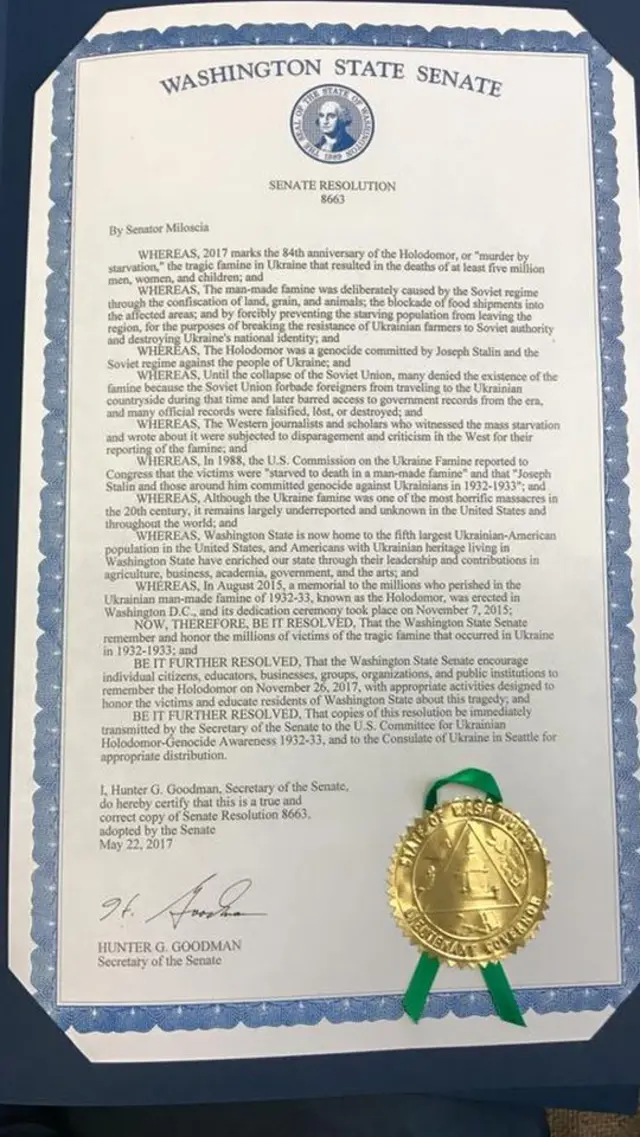 WASHINGTON STATE SENATE
THE SEAL OF THE STATE OF WASHINGTON
1889
SENATE RESOLUTION
8663
By Senator Miloscia
WHEREAS, 2017 marks the 84th anniversary of the Holodomor, or "murder by
starvation," the tragic famine in Ukraine that resulted in the deaths of at least five million
men, women, and children; and
WHEREAS, The man-made famine was deliberately caused by the Soviet regime
through the confiscation of land, grain, and animals; the blockade of food shipments into
the affected areas; and by forcibly preventing the starving population from leaving the
region, for the purposes of breaking the resistance of Ukrainian farmers to Soviet authority
and destroying Ukraine's national identity; and
WHEREAS, The Holodomor was a genocide committed by Joseph Stalin and the
Soviet regime against the people of Ukraine; and
WHEREAS, Until the collapse of the Soviet Union, many denied the existence of the
famine because the Soviet Union forbade foreigners from traveling to the Ukrainian
countryside during that time and later barred access to government records from the era,
and many official records were falsified, lost, or destroyed; and
WHEREAS, The Western journalists and scholars who witnessed the mass starvation
and wrote about it were subjected to disparagement and criticism in the West for their
reporting of the famine; and
WHEREAS, In 1988, the U.S. Commission on the Ukraine Famine reported to
Congress that the victims were "starved to death in a man-made famine" and that "Joseph
Stalin and those around him committed genocide against Ukrainians in 1932-1933"; and
WHEREAS, Although the Ukraine famine was one of the most horrific massacres in
the 20th century, it remains largely underreported and unknown in the United States and
throughout the world; and
WHEREAS, Washington State is now home to the fifth largest Ukrainian-American
population in the United States, and Americans with Ukrainian heritage living in
Washington State have enriched our state through their leadership and contributions in
agriculture, business, academia, government, and the arts; and
WHEREAS, In August 2015, a memorial to the millions who perished in the
Ukrainian man-made famine of 1932-33, known as the Holodomor, was erected in
Washington D.C., and its dedication ceremony took place on November 7, 2015;
NOW, THEREFORE, BE IT RESOLVED, That the Washington State Senate
remember and honor the millions of victims of the tragic famine that occurred in Ukraine
in 1932-1933; and
BE IT FURTHER RESOLVED, That the Washington State Senate encourage
individual citizens, educators, businesses, groups, organizations, and public institutions to
remember the Holodomor on November 26, 2017, with appropriate activities designed to
honor the victims and educate residents of Washington State about this tragedy; and
BE IT FURTHER RESOLVED, That copies of this resolution be immediately
transmitted by the Secretary of the Senate to the U.S. Committee for Ukrainian
Holodomor-Genocide Awareness 1932-33, and to the Consulate of Ukraine in Seattle for
appropriate distribution.
I, Hunter G. Goodman, Secretary of the Senate,
do hereby certify that this is a true and
correct copy of Senate Resolution 8663,
adopted by the Senate
May 22, 2017
H. Goodman
HUNTER G. GOODMAN
Secretary of the Senate
STATE OF WASHINGTON
LIEUTENANT GOVERNOR